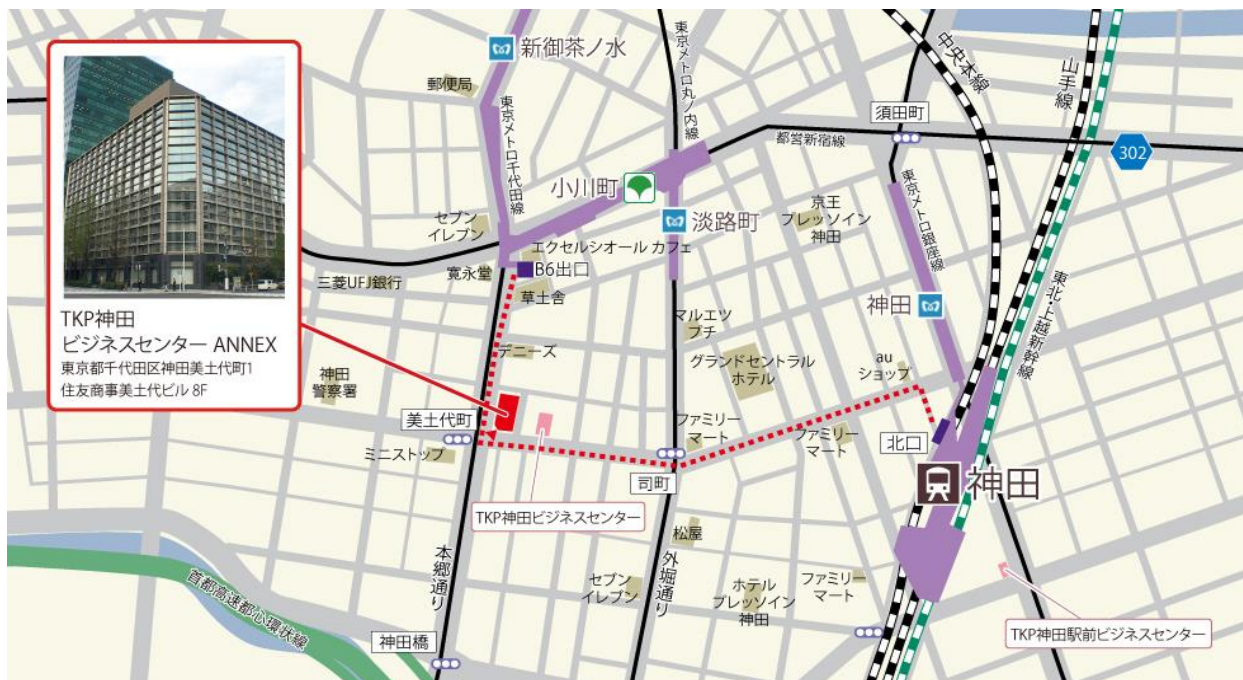 新御茶ノ水
郵便局
東京メトロ千代田線
東京メトロ丸ノ内線
中央本線
山手線
須田町
都営新宿線
302
小川町
淡路町
セブン
イレブン
エクセルシオール カフェ
B6出口
寛永堂
草土舎
三菱UFJ銀行
京王
プレッソイン
神田
東京メトロ銀座線
神田
東北・上越新幹線
マルエツ
プチ
グランドセントラル
ホテル
au
ショップ
デニーズ
TKP神田
ビジネスセンター ANNEX
東京都千代田区神田美土代町1
住友商事美土代ビル 8F
神田
警察署
美土代町
ミニストップ
ファミリー
マート
ファミリー
マート
北口
神田
司町
TKP神田ビジネスセンター
松屋
本郷通り
外堀通り
セブン
イレブン
ホテル
プレッソイン
神田
ファミリー
マート
首都高速都心環状線
神田橋
TKP神田駅前ビジネスセンター